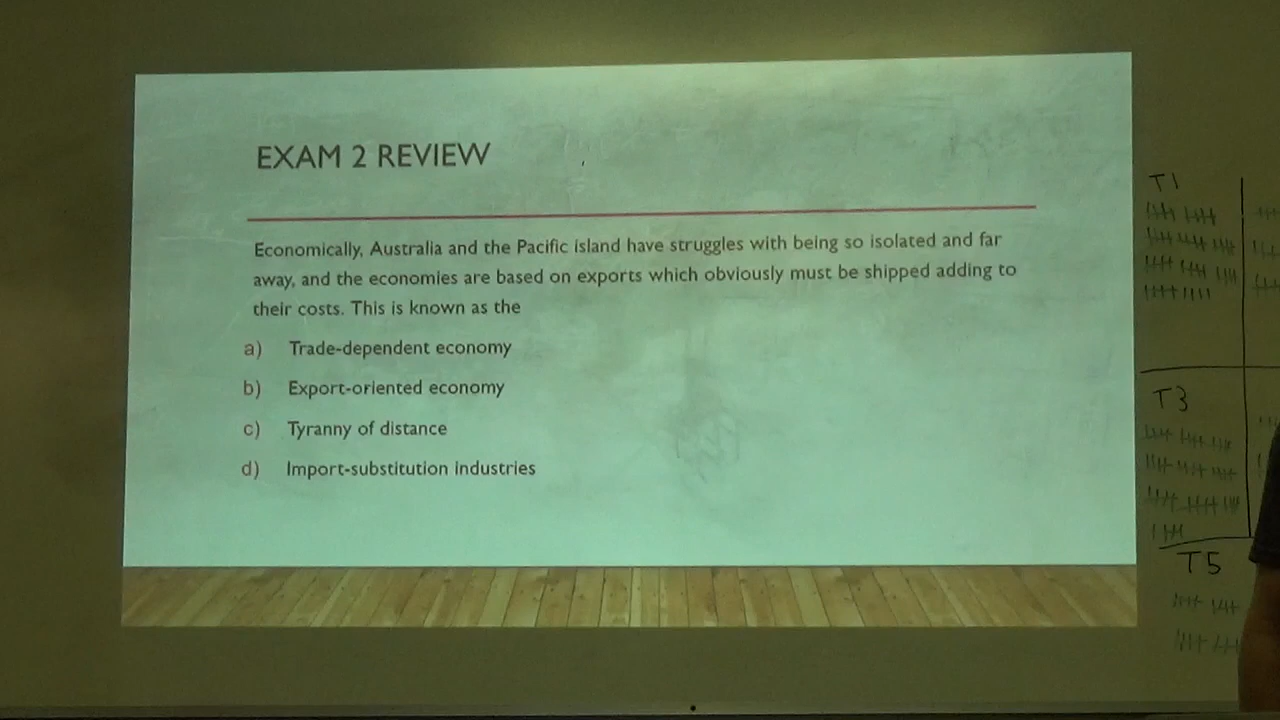 EXAM 2 REVIEW
Economically, Australia and the Pacific island have struggles with being so isolated and far
away, and the economies are based on exports which obviously must be shipped adding to
their costs. This is known as the
a) Trade-dependent economy
b) Export-oriented economy
c) Tyranny of distance
d) Import-substitution industries
T1
T3
T5